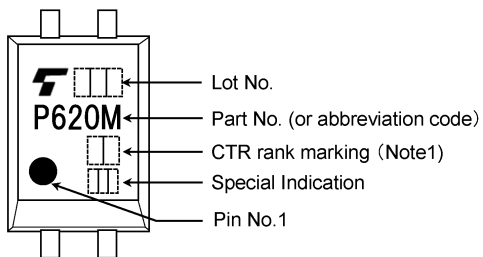 Lot No.
P620M
Part No. (or abbreviation code)
CTR rank marking (Note1)
Special Indication
Pin No.1